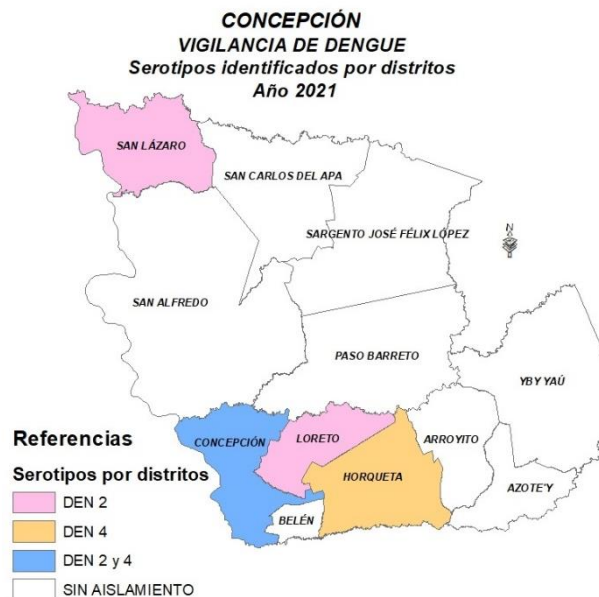 CONCEPCIÓN
VIGILANCIA DE DENGUE
Serotipos identificados por distritos
Año 2021
SAN LÁZARO
SAN CARLOS DEL APA
SARGENTO JOSÉ FÉLIX LÓPEZ
N
SAN ALFREDO
PASO BARRETO
YBY YAÚ
CONCEPCIÓN
LORETO
ARROYITO
HORQUETA
AZOTE'Y
BELÉN
Referencias
Serotipos por distritos
DEN 2
DEN 4
DEN 2 y 4
SIN AISLAMIENTO